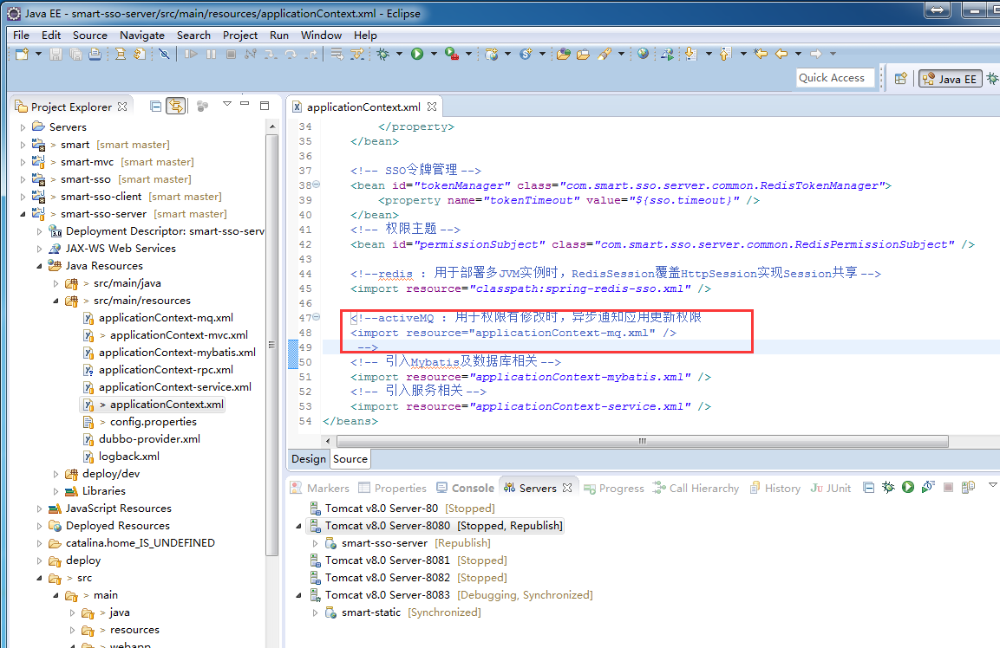 Java EE - smart-sso-server/src/main/resources/applicationContext.xml - Eclipse
File Edit Source Navigate Search Project Run Window Help
Quick Access Java EE
Project Explorer
Servers
> smart [smart master]
> smart-mvc [smart master]
> smart-sso [smart master]
> smart-sso-client [smart master]
> smart-sso-server [smart master]
Deployment Descriptor: smart-sso-serv
JAX-WS Web Services
Java Resources
> src/main/java
> src/main/resources
applicationContext-mq.xml
> applicationContext-mvc.xml
applicationContext-mybatis.xml
applicationContext-rpc.xml
applicationContext-service.xml
> applicationContext.xml
> config.properties
dubbo-provider.xml
logback.xml
deploy/dev
Libraries
JavaScript Resources
Deployed Resources
catalina.home_IS_UNDEFINED
deploy
> src
> main
> java
> resources
> webapp
applicationContext.xml
34 </property>
35 </bean>
36
37 <!-- SSO令牌管理 -->
38 <bean id="tokenManager" class="com.smart.sso.server.common.RedisTokenManager">
39 <property name="tokenTimeout" value="${sso.timeout}" />
40 </bean>
41 <!-- 权限主题 -->
42 <bean id="permissionSubject" class="com.smart.sso.server.common.RedisPermissionSubject" />
43
44 <!--redis : 用于部署多JVM实例时，RedisSession覆盖HttpSession实现Session共享 -->
45 <import resource="classpath:spring-redis-sso.xml" />
46
47 <!--activeMQ : 用于权限有修改时，异步通知应用更新权限
48 <import resource="applicationContext-mq.xml" />
49 -->
50 <!-- 引入Mybatis及数据库相关 -->
51 <import resource="applicationContext-mybatis.xml" />
52 <!-- 引入服务相关 -->
53 <import resource="applicationContext-service.xml" />
54 </beans>
Design Source
Markers Properties Console Servers Progress Call Hierarchy History JUnit
Tomcat v8.0 Server-80 [Stopped]
Tomcat v8.0 Server-8080 [Stopped, Republish]
smart-sso-server [Republish]
Tomcat v8.0 Server-8081 [Stopped]
Tomcat v8.0 Server-8082 [Stopped]
Tomcat v8.0 Server-8083 [Debugging, Synchronized]
smart-static [Synchronized]